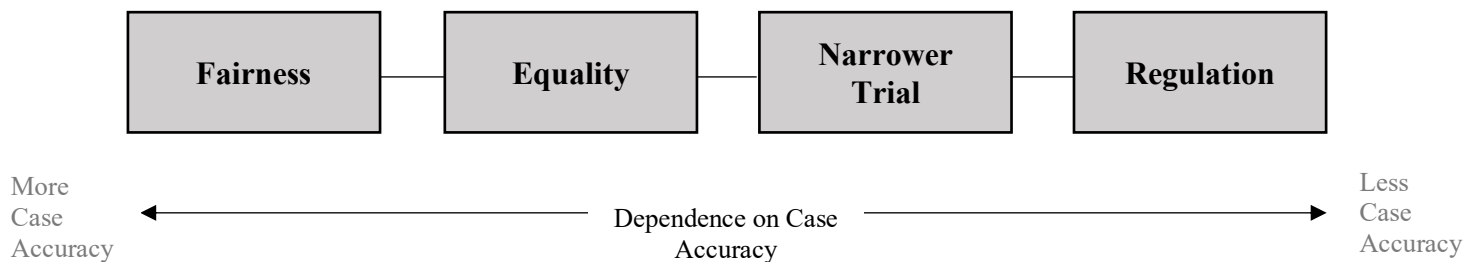 Fairness
Equality
Narrower
Trial
Regulation
More
Case
Accuracy
Dependence on Case
Accuracy
Less
Case
Accuracy